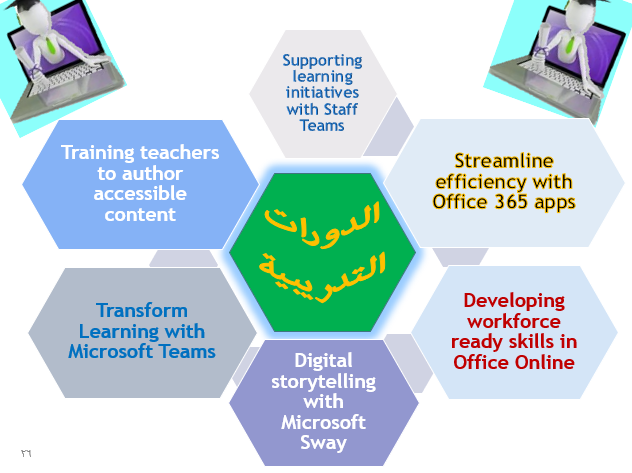 Supporting
learning
initiatives
with Staff
Teams
Training teachers
to author
accessible
content
Streamline
efficiency with
Office 365 apps
الدورات
التدريبية
Transform
Learning with
Microsoft Teams
Developing
workforce
ready skills in
Office Online
Digital
storytelling
with
Microsoft
Sway
٢٦